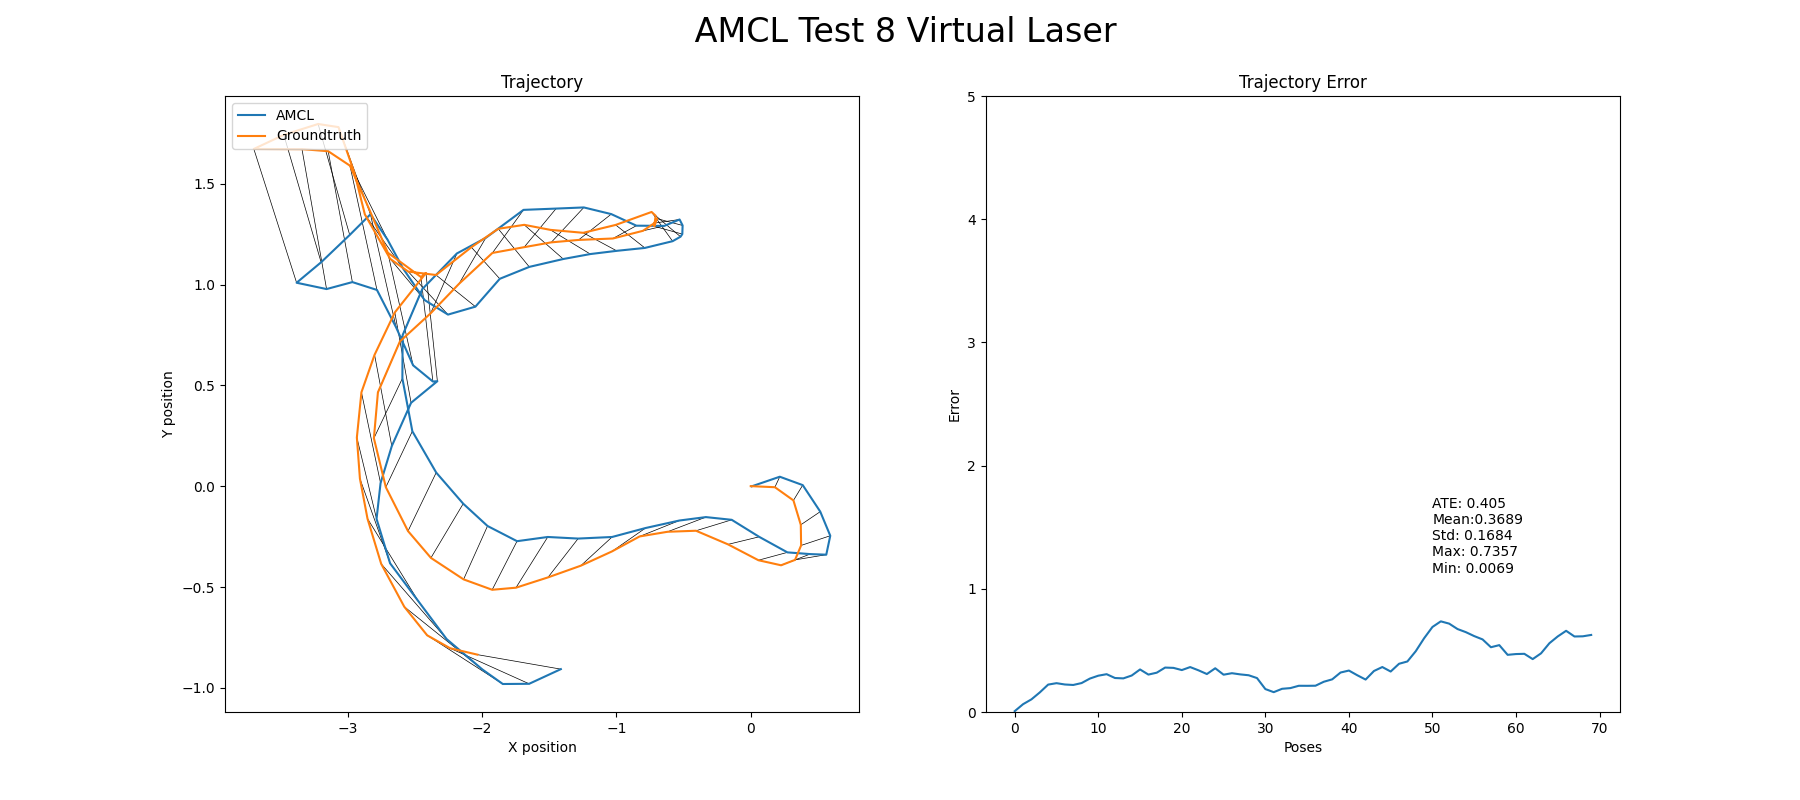 AMCL Test 8 Virtual Laser
Trajectory
AMCL
Groundtruth
1.5
1.0
0.5
0.0
−0.5
−1.0
Y position
−3
−2
−1
0
X position
Trajectory Error
5
4
3
2
1
0
Error
ATE: 0.405
Mean:0.3689
Std: 0.1684
Max: 0.7357
Min: 0.0069
0
10
20
30
40
50
60
70
Poses